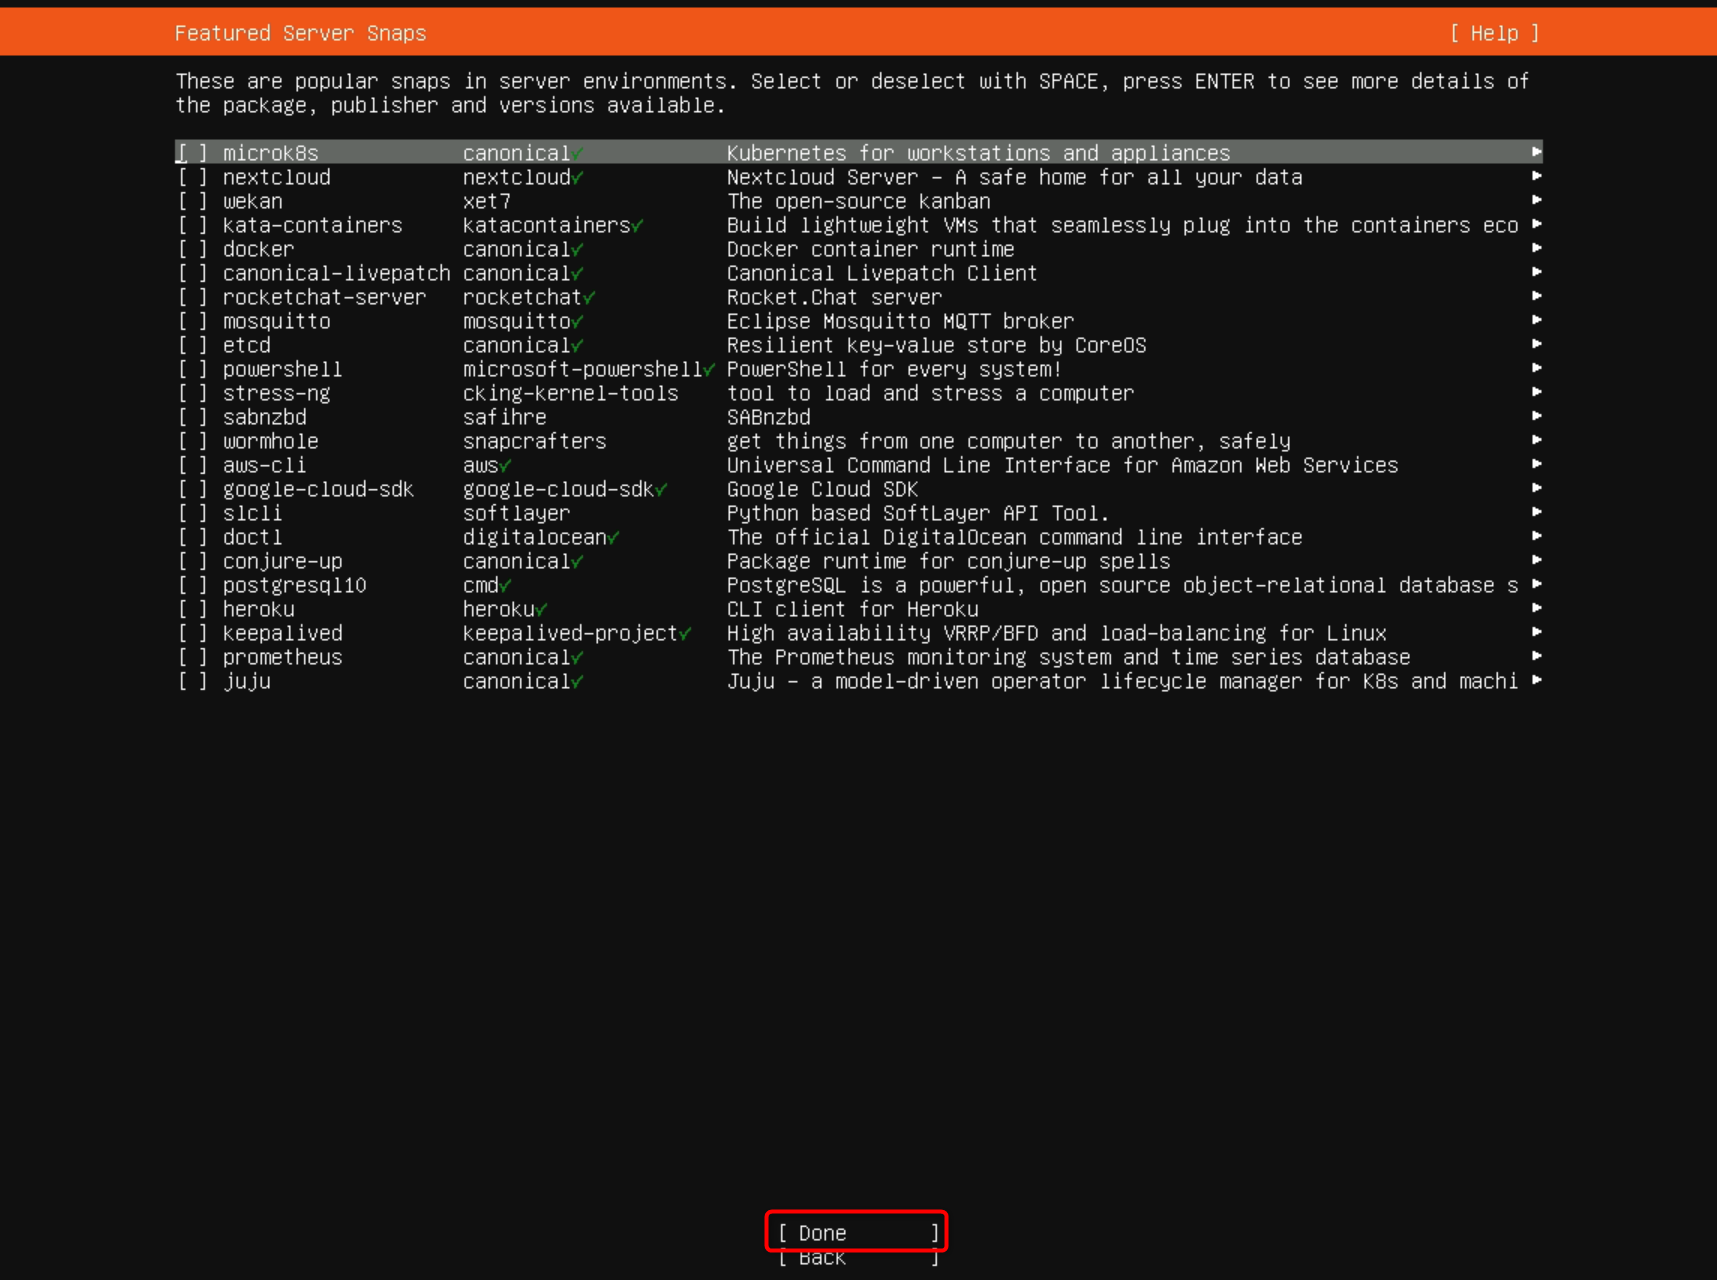 Featured Server Snaps [ Help ]
These are popular snaps in server environments. Select or deselect with SPACE, press ENTER to see more details of
the package, publisher and versions available.
[ ] microk8s canonical✓ Kubernetes for workstations and appliances ►
[ ] nextcloud nextcloud✓ Nextcloud Server - A safe home for all your data ►
[ ] wekan xet7 The open-source kanban ►
[ ] kata-containers katacontainers✓ Build lightweight VMs that seamlessly plug into the containers eco ►
[ ] docker canonical✓ Docker container runtime ►
[ ] canonical-livepatch canonical✓ Canonical Livepatch Client ►
[ ] rocketchat-server rocketchat✓ Rocket.Chat server ►
[ ] mosquitto mosquitto✓ Eclipse Mosquitto MQTT broker ►
[ ] etcd canonical✓ Resilient key-value store by CoreOS ►
[ ] powershell microsoft-powershell✓ PowerShell for every system! ►
[ ] stress-ng cking-kernel-tools tool to load and stress a computer ►
[ ] sabnzbd safihre SABnzbd ►
[ ] wormhole snapcrafters get things from one computer to another, safely ►
[ ] aws-cli aws✓ Universal Command Line Interface for Amazon Web Services ►
[ ] google-cloud-sdk google-cloud-sdk✓ Google Cloud SDK ►
[ ] slcli softlayer Python based SoftLayer API Tool. ►
[ ] doctl digitalocean✓ The official DigitalOcean command line interface ►
[ ] conjure-up canonical✓ Package runtime for conjure-up spells ►
[ ] postgresql10 cmd✓ PostgreSQL is a powerful, open source object-relational database s ►
[ ] heroku heroku✓ CLI client for Heroku ►
[ ] keepalived keepalived-project✓ High availability VRRP/BFD and load-balancing for Linux ►
[ ] prometheus canonical✓ The Prometheus monitoring system and time series database ►
[ ] juju canonical✓ Juju - a model-driven operator lifecycle manager for K8s and machi ►
[ Done ]
[ Back ]